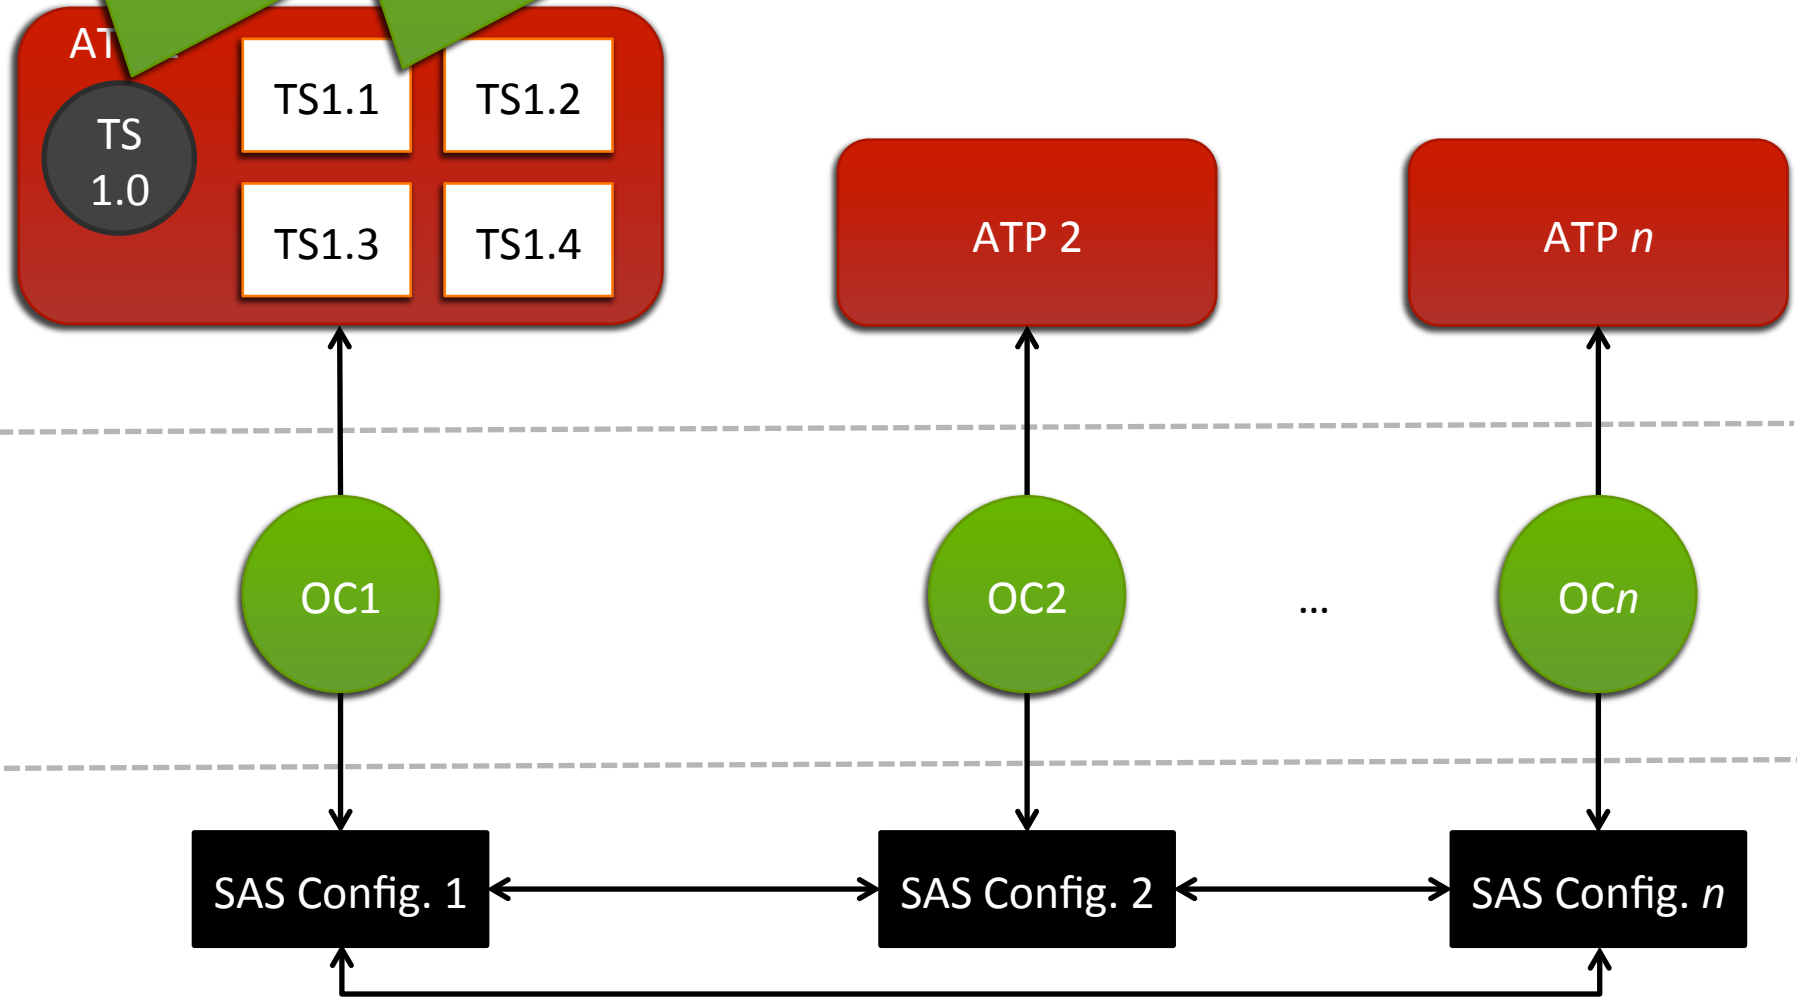 TS
1.0
TS1.1
TS1.2
TS1.3
TS1.4
ATP 2
ATP n
OC1
OC2
...
OCn
SAS Config. 1
SAS Config. 2
SAS Config. n